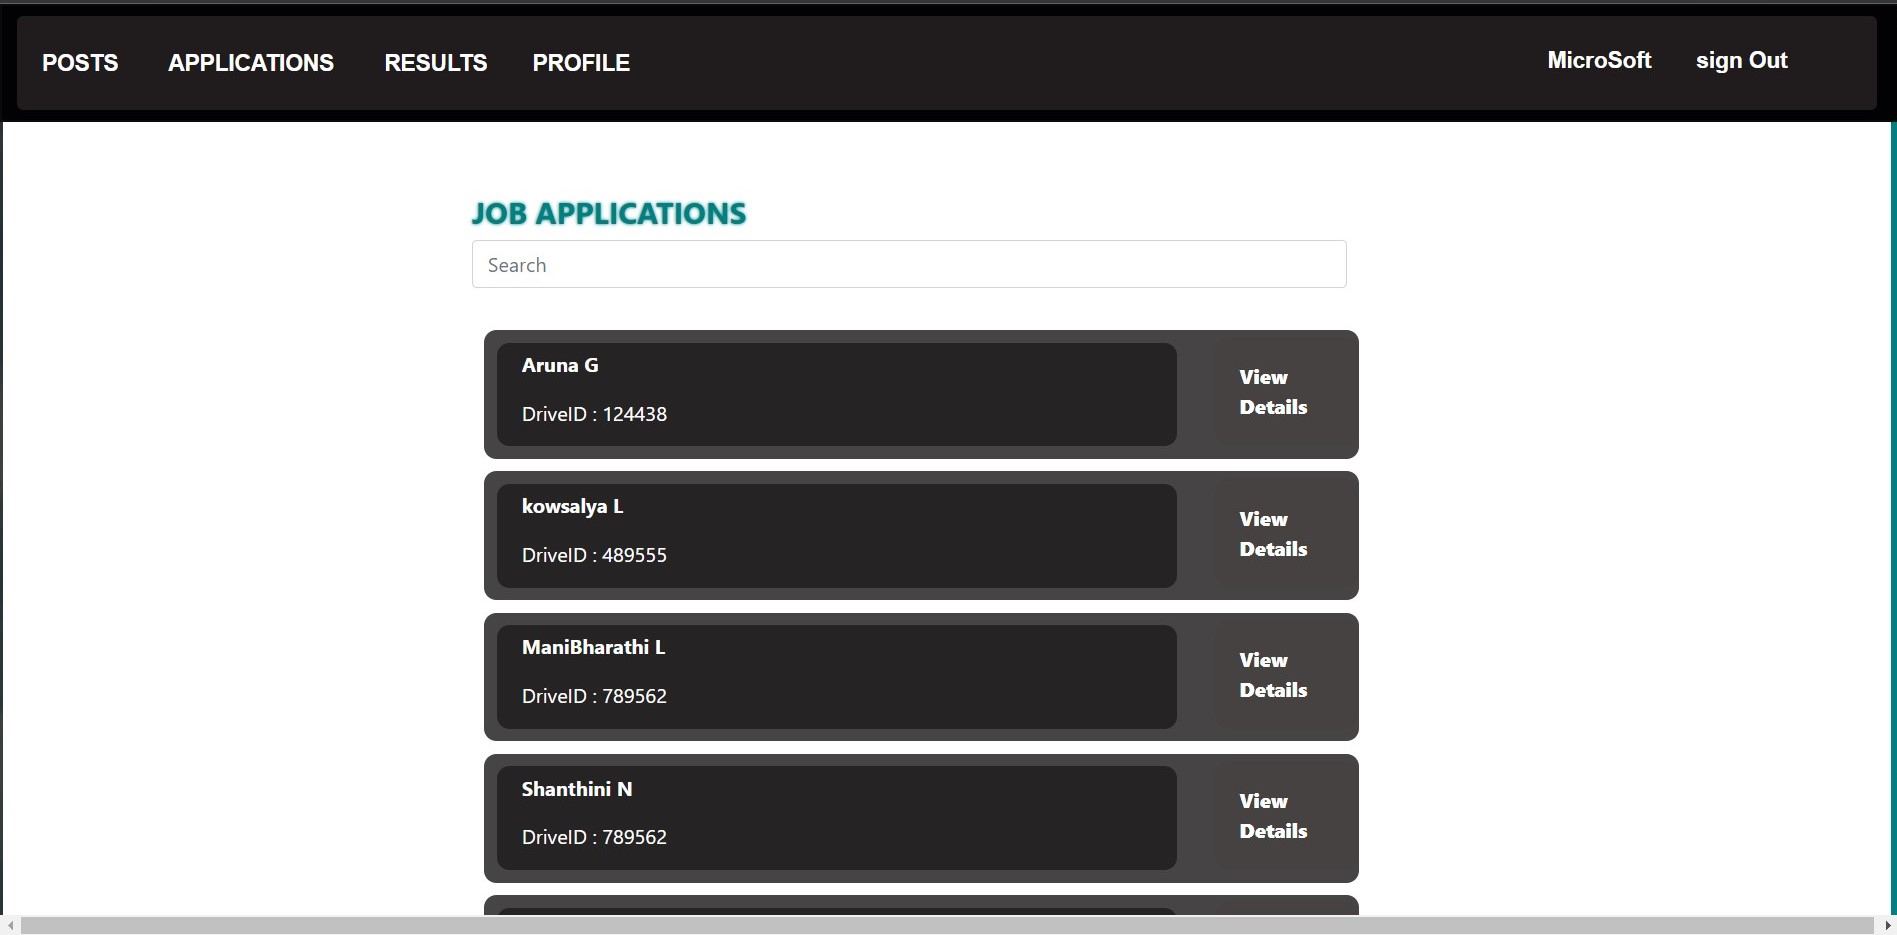 POSTS APPLICATIONS RESULTS PROFILE MicroSoft sign Out
JOB APPLICATIONS
Search
Aruna G
DriveID : 124438
View
Details
kowsalya L
DriveID : 489555
View
Details
ManiBharathi L
DriveID : 789562
View
Details
Shanthini N
DriveID : 789562
View
Details